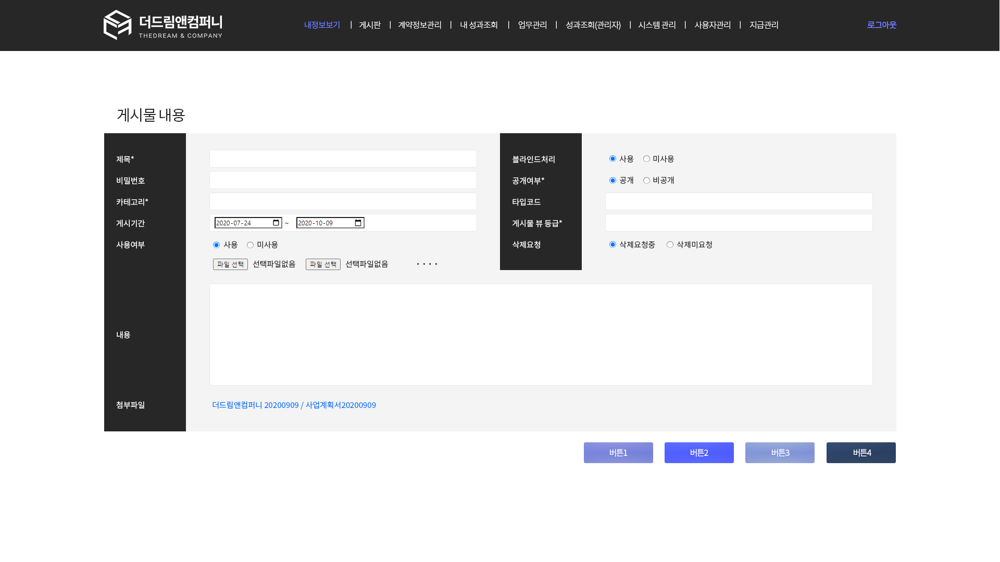 더드림앤컴퍼니
THEDREAM & COMPANY
내정보보기 | 게시판 | 계약정보관리 | 내 성과조회 | 업무관리 | 성과조회(관리자) | 시스템 관리 | 사용자관리 | 지급관리
로그아웃
게시물 내용
제목*
블라인드처리 사용 미사용
비밀번호
공개여부* 공개 비공개
카테고리*
타입코드
게시기간 2020-07-24 ~ 2020-10-09
게시물 뷰 등급*
사용여부 사용 미사용
삭제요청 삭제요청중 삭제미요청
파일 선택 선택파일없음 파일 선택 선택파일없음 · · · ·
내용
첨부파일 더드림앤컴퍼니 20200909 / 사업계획서20200909
버튼1 버튼2 버튼3 버튼4